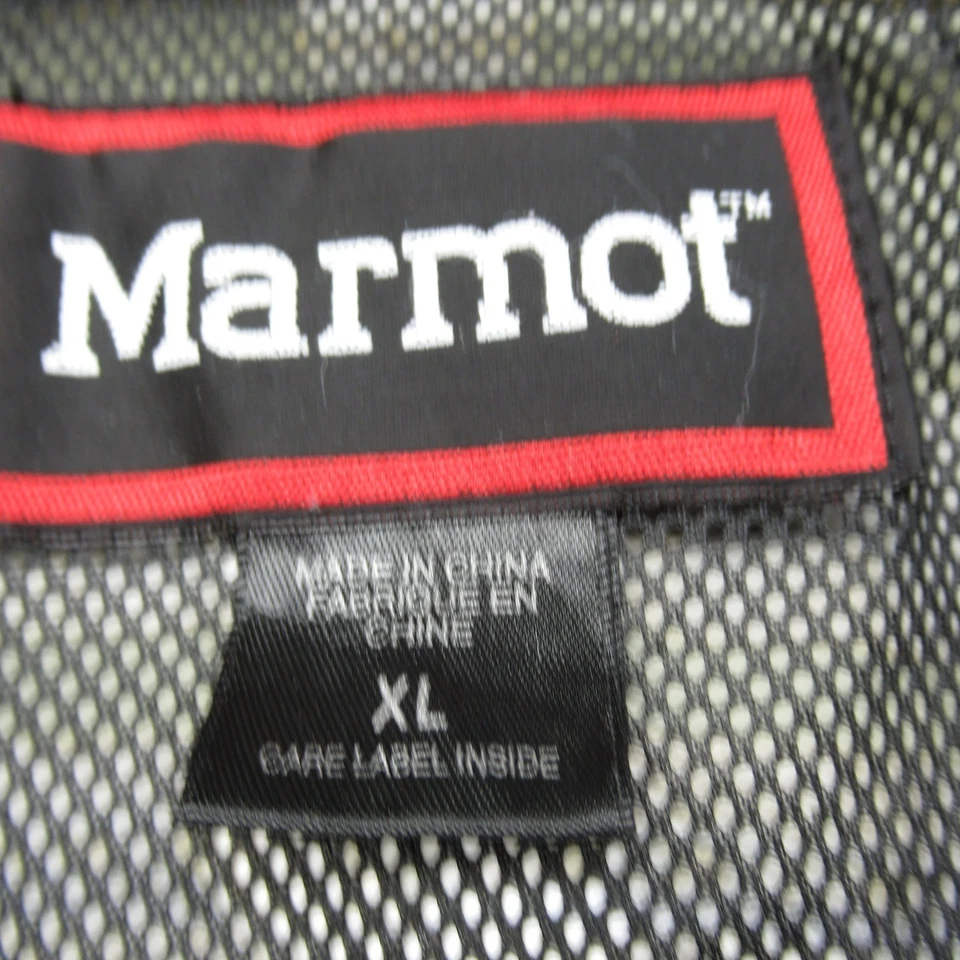 Marmot™
MADE IN CHINA
FABRIQUE EN
CHINE
XL
CARE LABEL INSIDE